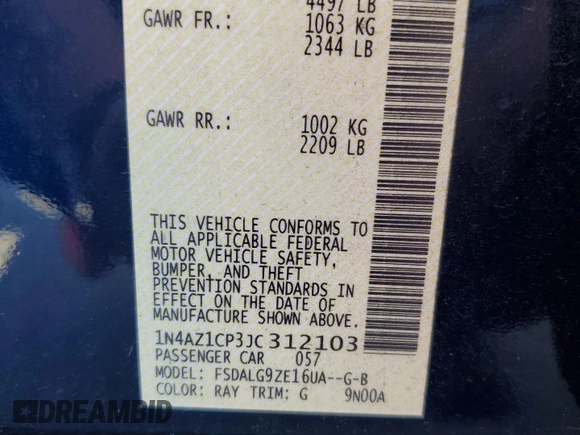 4497 LB
GAWR FR.: 1063 KG
2344 LB
GAWR RR.: 1002 KG
2209 LB
THIS VEHICLE CONFORMS TO
ALL APPLICABLE FEDERAL
MOTOR VEHICLE SAFETY,
BUMPER, AND THEFT
PREVENTION STANDARDS IN
EFFECT ON THE DATE OF
MANUFACTURE SHOWN ABOVE.
1N4AZ1CP3JC312103
PASSENGER CAR 057
MODEL: FSDALG9ZE16UA--G-B
COLOR: RAY TRIM: G 9N00A
DREAMBID